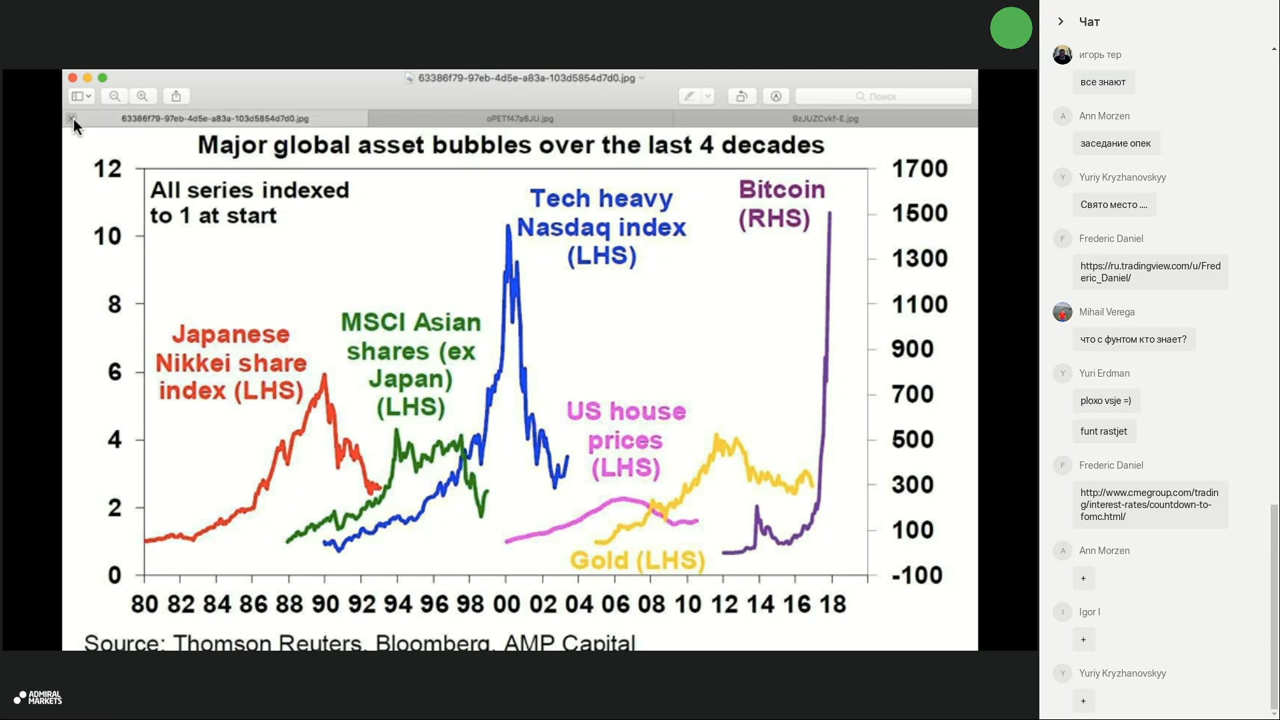 63386f79-97eb-4d5e-a83a-103d5854d7d0.jpg
Поиск
63386f79-97eb-4d5e-a83a-103d5854d7d0.jpg
oPETf47a6JU.jpg
9zJUZCvkf-E.jpg
Major global asset bubbles over the last 4 decades
All series indexed
to 1 at start
Japanese
Nikkei share
index (LHS)
MSCI Asian
shares (ex
Japan)
(LHS)
Tech heavy
Nasdaq index
(LHS)
US house
prices
(LHS)
Gold (LHS)
Bitcoin
(RHS)
12
10
8
6
4
2
0
1700
1500
1300
1100
900
700
500
300
100
-100
80 82 84 86 88 90 92 94 96 98 00 02 04 06 08 10 12 14 16 18
Source: Thomson Reuters, Bloomberg, AMP Capital
ADMIRAL
MARKETS
Чат
игорь тер
все знают
A
Ann Morzen
заседание опек
Y
Yuriy Kryzhanovskyy
Свято место ....
F
Frederic Daniel
https://ru.tradingview.com/u/Fred
eric_Daniel/
Mihail Verega
что с фунтом кто знает?
Y
Yuri Erdman
ploxo vsje =)
funt rastjet
F
Frederic Daniel
http://www.cmegroup.com/tradin
g/interest-rates/countdown-to-
fomc.html/
A
Ann Morzen
+
I
Igor I
+
Y
Yuriy Kryzhanovskyy
+